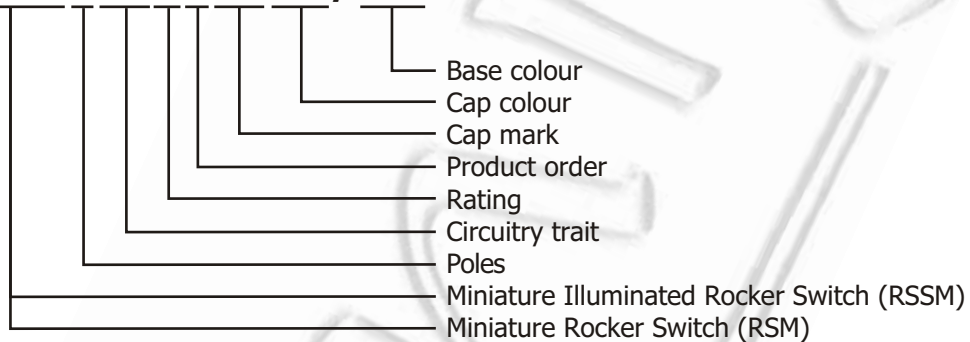 Base colour
Cap colour
Cap mark
Product order
Rating
Circuitry trait
Poles
Miniature Illuminated Rocker Switch (RSSM)
Miniature Rocker Switch (RSM)